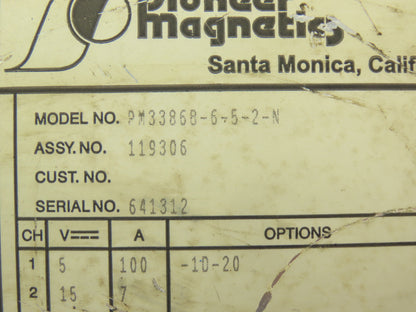 Pioneer
Magnetics
Santa Monica, Calif
MODEL NO. PM33868-6-5-2-N
ASSY. NO. 119306
CUST. NO.
SERIAL NO. 641312
CH V A OPTIONS
1 5 100 -10-20
2 15 7